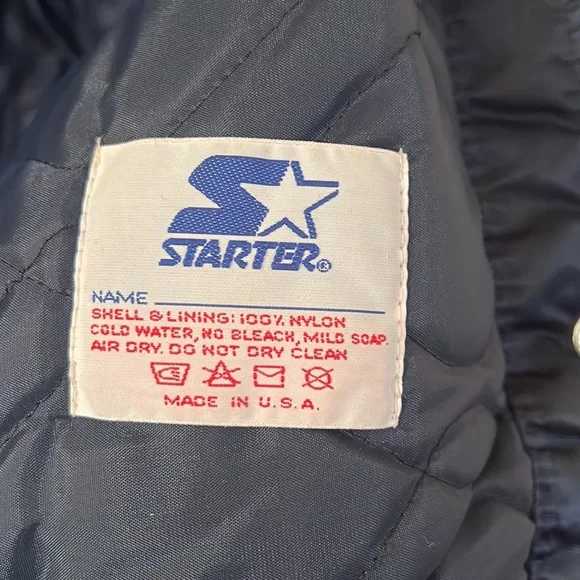 STARTER®
NAME
SHELL & LINING: 100% NYLON
COLD WATER, NO BLEACH, MILD SOAP.
AIR DRY. DO NOT DRY CLEAN
MADE IN U.S.A.